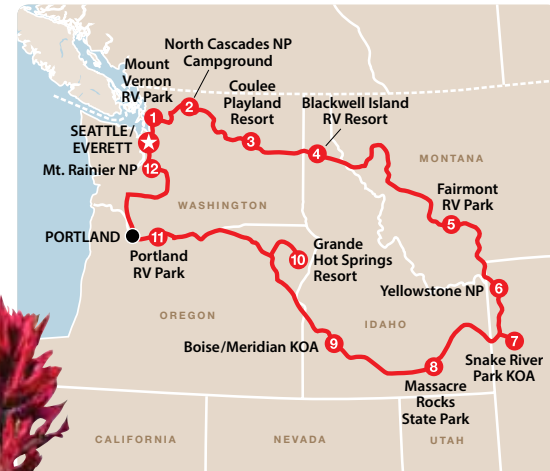 North Cascades NP
Campground
Mount
Vernon
RV Park
Coulee
Playland
Resort
Blackwell Island
RV Resort
1
2
3
4
SEATTLE/
EVERETT
MONTANA
12
Mt. Rainier NP
Fairmont
RV Park
5
WASHINGTON
PORTLAND
11
Portland
RV Park
10
Grande
Hot Springs
Resort
Yellowstone NP
6
OREGON
IDAHO
Boise/Meridian KOA
9
7
Snake River
Park KOA
8
Massacre
Rocks
State Park
CALIFORNIA
NEVADA
UTAH